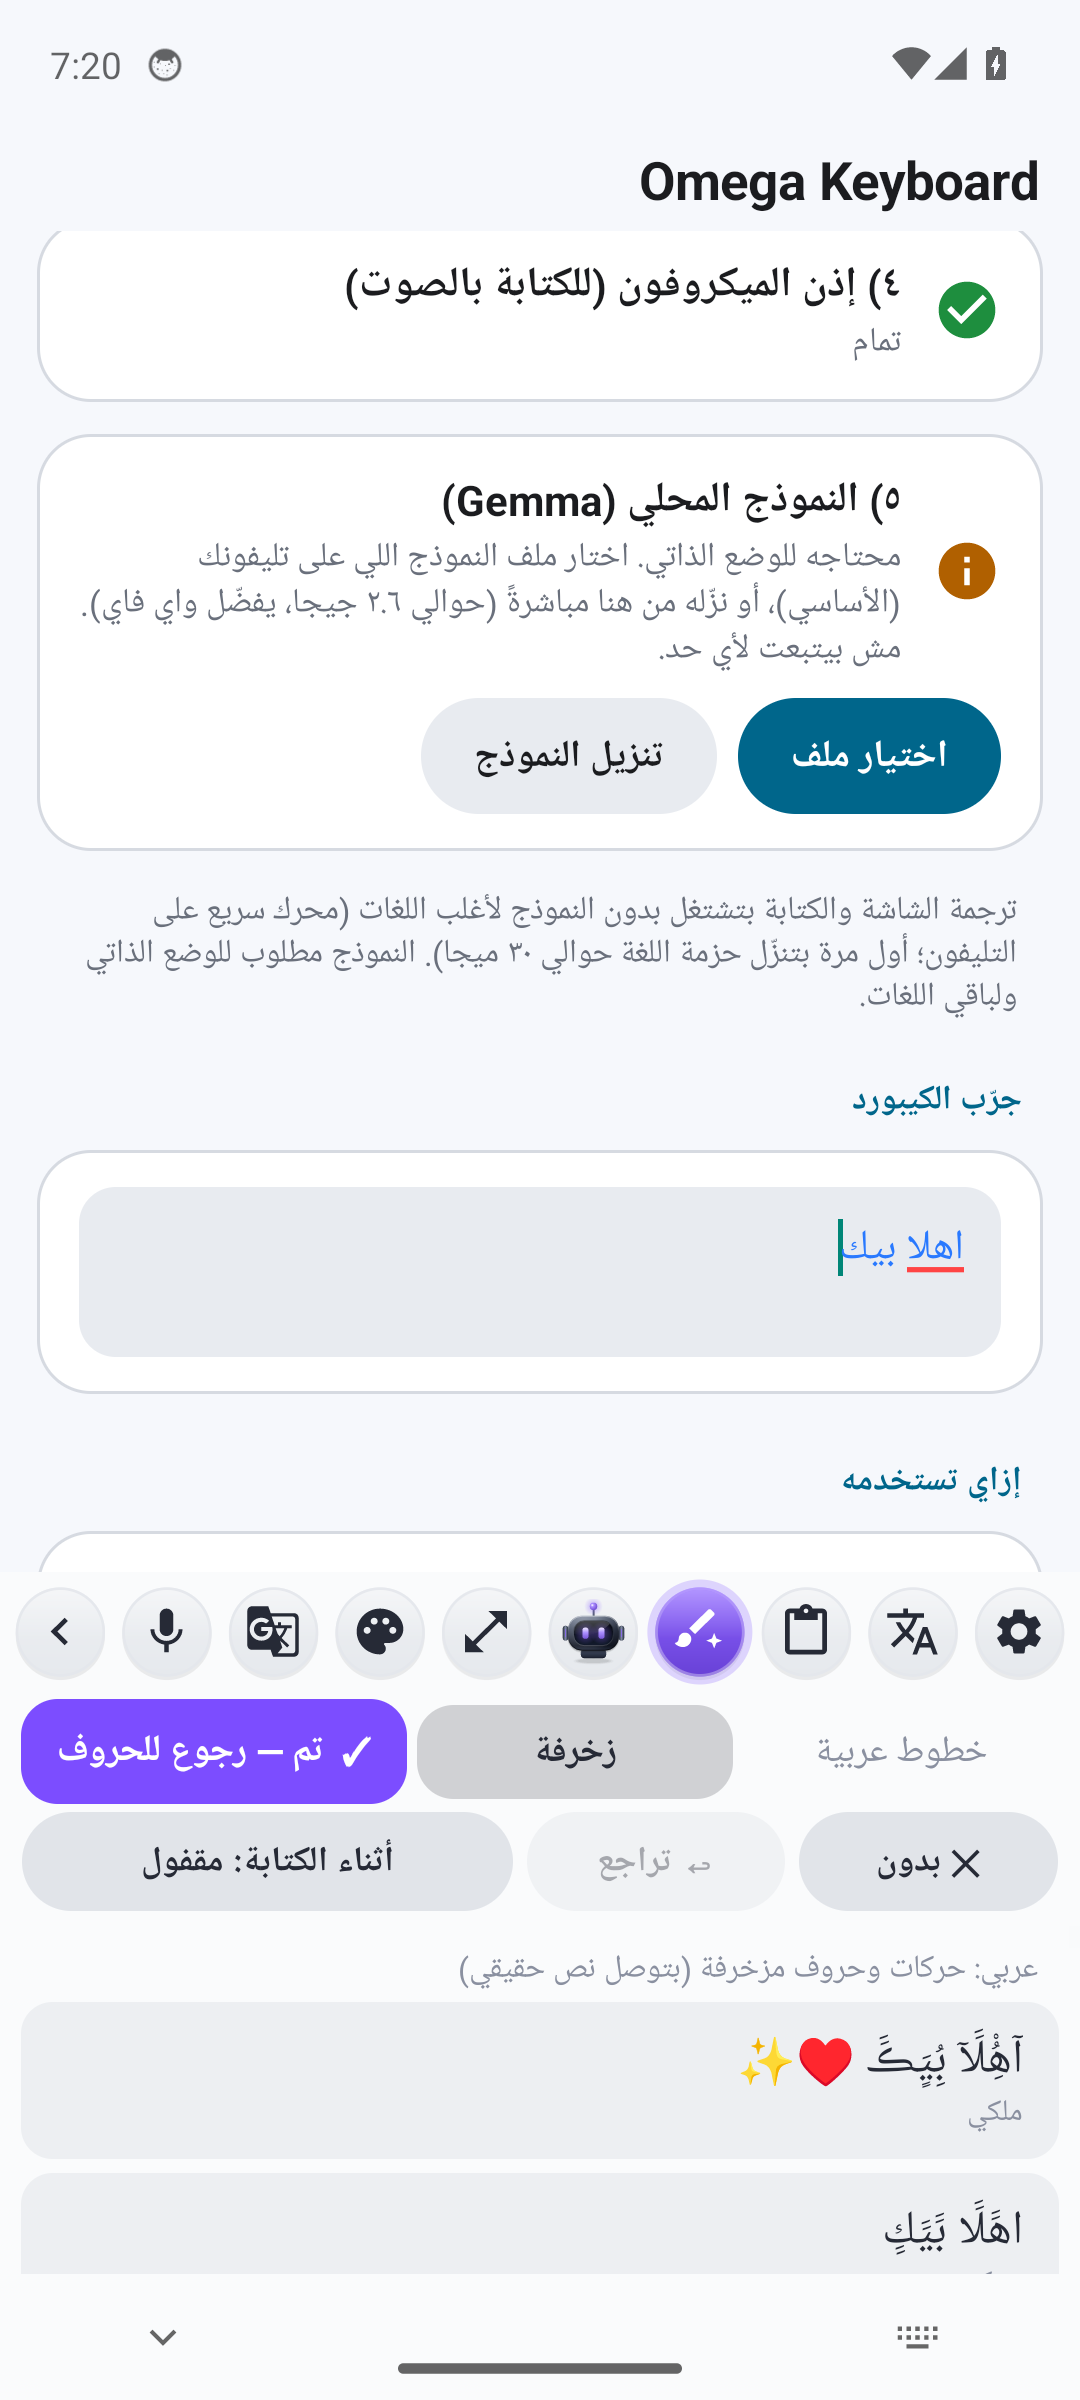 7:20
Omega Keyboard
٤) إذن الميكروفون (للكتابة بالصوت)
تمام
٥) النموذج المحلي (Gemma)
محتاجه للوضع الذاتي. اختار ملف النموذج اللي على تليفونك
(الأساسي)، أو نزّله من هنا مباشرةً (حوالي ٢.٦ جيجا، يفضّل واي فاي).
مش بيتبعت لأي حد.
اختيار ملف
تنزيل النموذج
ترجمة الشاشة والكتابة بتشتغل بدون النموذج لأغلب اللغات (محرك سريع على
التليفون؛ أول مرة بتنزّل حزمة اللغة حوالي ٣٠ ميجا). النموذج مطلوب للوضع الذاتي
ولباقي اللغات.
جرّب الكيبورد
اهلا بيك
إزاي تستخدمه
خطوط عربية
زخرفة
✓ تم – رجوع للحروف
✕ بدون
↩ تراجع
أثناء الكتابة: مقفول
عربي: حركات وحروف مزخرفة (بتوصل نص حقيقي)
ملكي